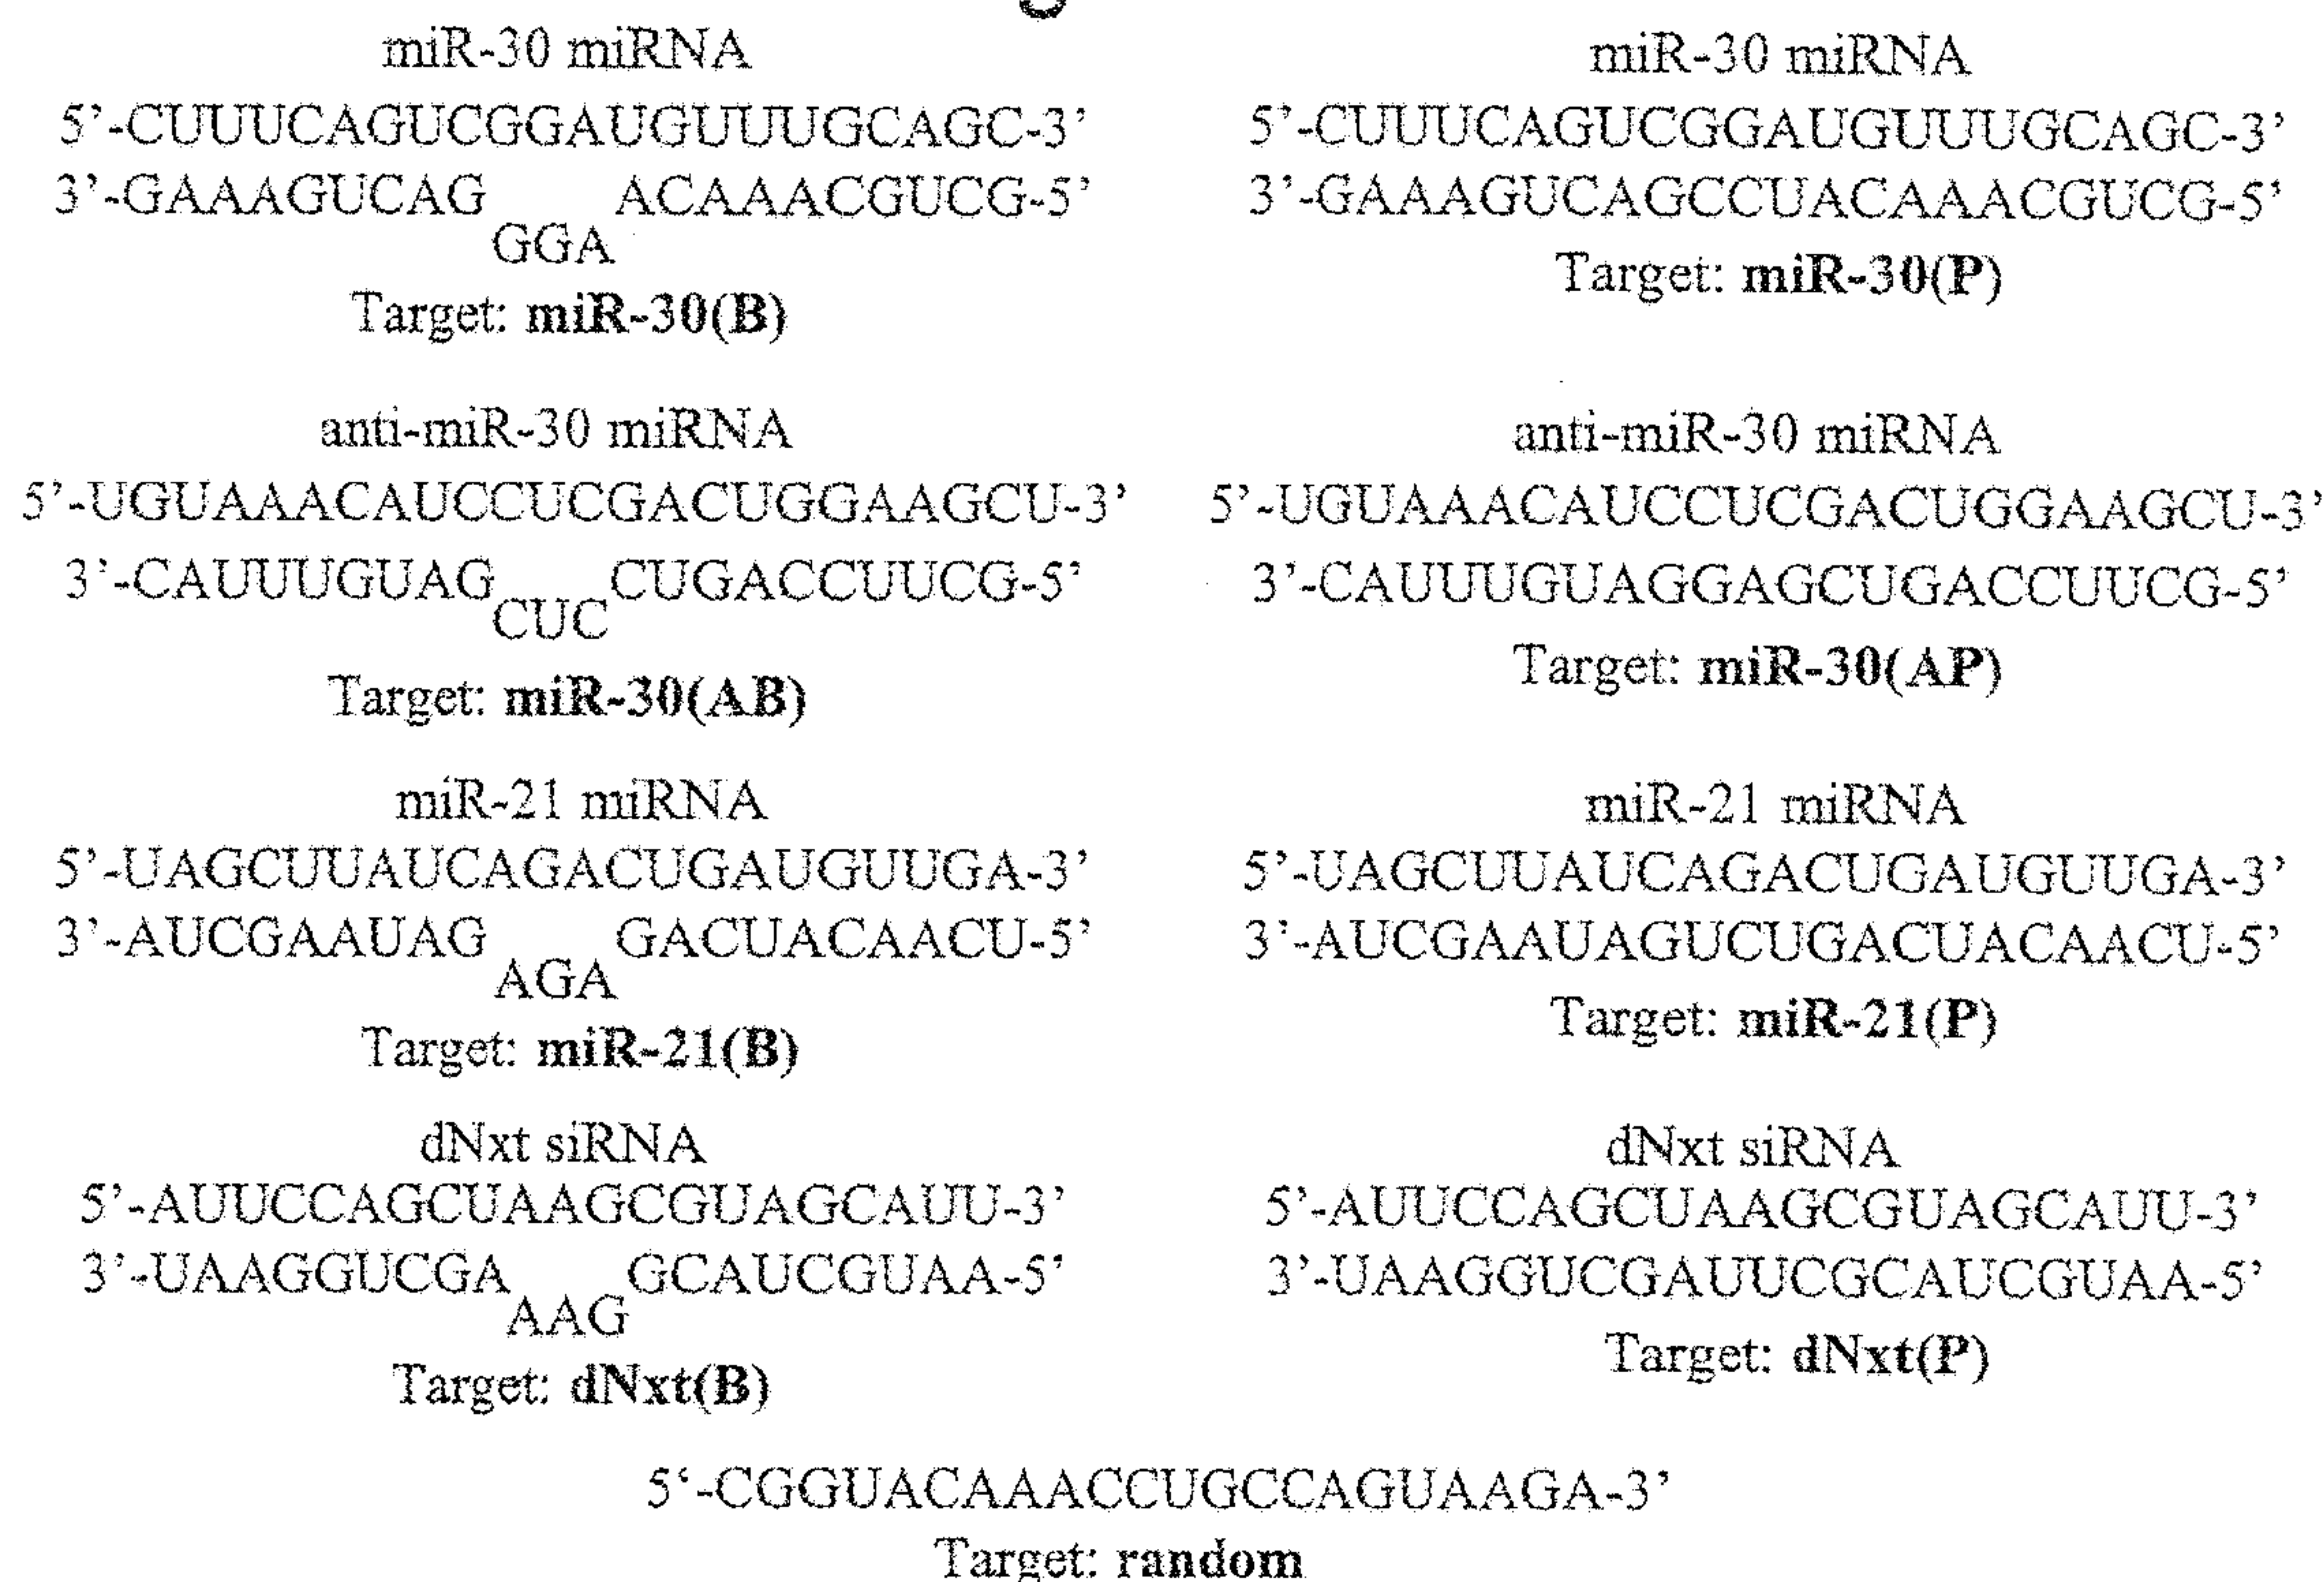 miR-30 miRNA
5’-CUUUCAGUCGGAUGUUUGCAGC-3’
3’-GAAAGUCAG ACAAACGUCG-5’
GGA
Target: miR-30(B)
miR-30 miRNA
5’-CUUUCAGUCGGAUGUUUGCAGC-3’
3’-GAAAGUCAGCCUACAAACGUCG-5’
Target: miR-30(P)
anti-miR-30 miRNA
5’-UGUAAACAUCCUCGACUGGAAGCU-3’
3’-CAUUUGUAG CUGACCUUCG-5’
CUC
Target: miR-30(AB)
anti-miR-30 miRNA
5’-UGUAAACAUCCUCGACUGGAAGCU-3’
3’-CAUUUGUAGGAGCUGACCUUCG-5’
Target: miR-30(AP)
miR-21 miRNA
5’-UAGCUUAUCAGACUGAUGUUGA-3’
3’-AUCGAAUAG GACUACAACU-5’
AGA
Target: miR-21(B)
miR-21 miRNA
5’-UAGCUUAUCAGACUGAUGUUGA-3’
3’-AUCGAAUAGUCUGACUACAACU-5’
Target: miR-21(P)
dNxt siRNA
5’-AUUCCAGCUAAGCGUAGCAUU-3’
3’-UAAGGUCGA GCAUCGUAA-5’
AAG
Target: dNxt(B)
dNxt siRNA
5’-AUUCCAGCUAAGCGUAGCAUU-3’
3’-UAAGGUCGAUUCGCAUCGUAA-5’
Target: dNxt(P)
5‘-CGGUACAAACCUGCCAGUAAGA-3’
Target: random